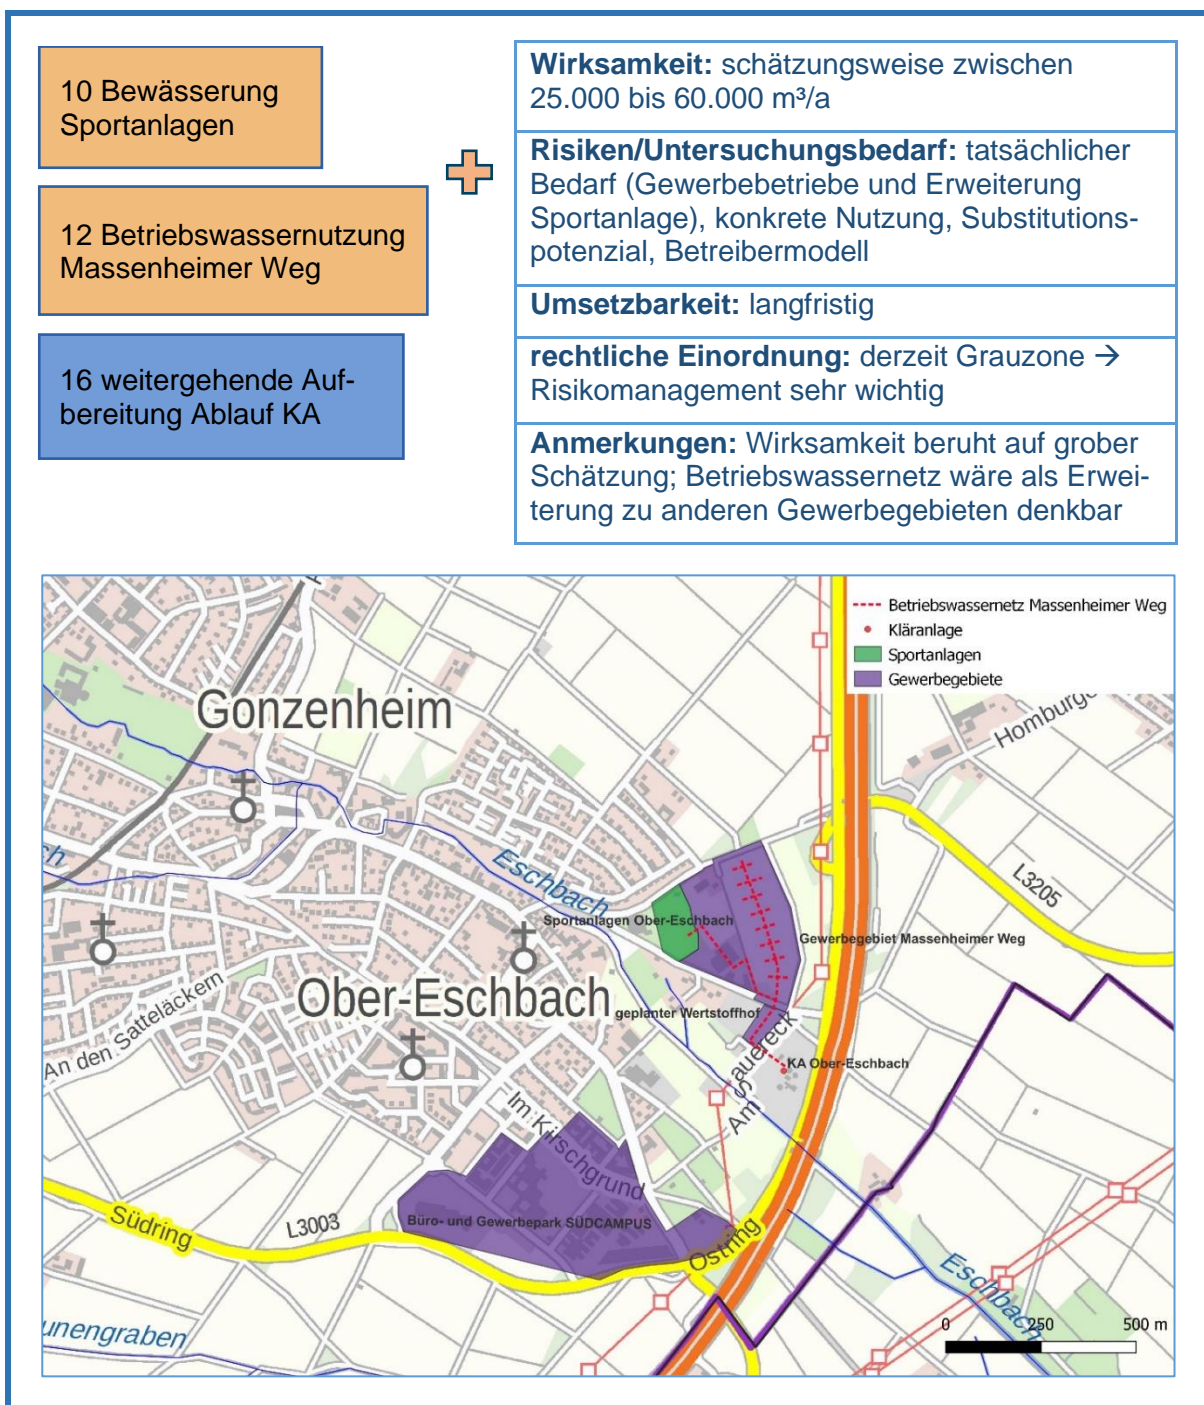 10 Bewässerung
Sportanlagen
12 Betriebswassernutzung
Massenheimer Weg
16 weitergehende Auf-
bereitung Ablauf KA
Wirksamkeit: schätzungsweise zwischen
25.000 bis 60.000 m³/a
Risiken/Untersuchungsbedarf: tatsächlicher
Bedarf (Gewerbebetriebe und Erweiterung
Sportanlage), konkrete Nutzung, Substitutions-
potenzial, Betreibermodell
Umsetzbarkeit: langfristig
rechtliche Einordnung: derzeit Grauzone →
Risikomanagement sehr wichtig
Anmerkungen: Wirksamkeit beruht auf grober
Schätzung; Betriebswassernetz wäre als Erwei-
terung zu anderen Gewerbegebieten denkbar
Betriebswassernetz Massenheimer Weg
Kläranlage
Sportanlagen
Gewerbegebiete
Gonzenheim
Homburger
ch
Eschbach
L3205
Sportanlagen Ober-Eschbach
Gewerbegebiet Massenheimer Weg
Ober-Eschbach
geplanter Wertstoffhof
An den Satteläckern
Am Sauereck
KA Ober-Eschbach
Im Kirschgrund
Südring
L3003
Büro- und Gewerbepark SÜDCAMPUS
Ostring
Eschbach
unengraben
0 250 500 m